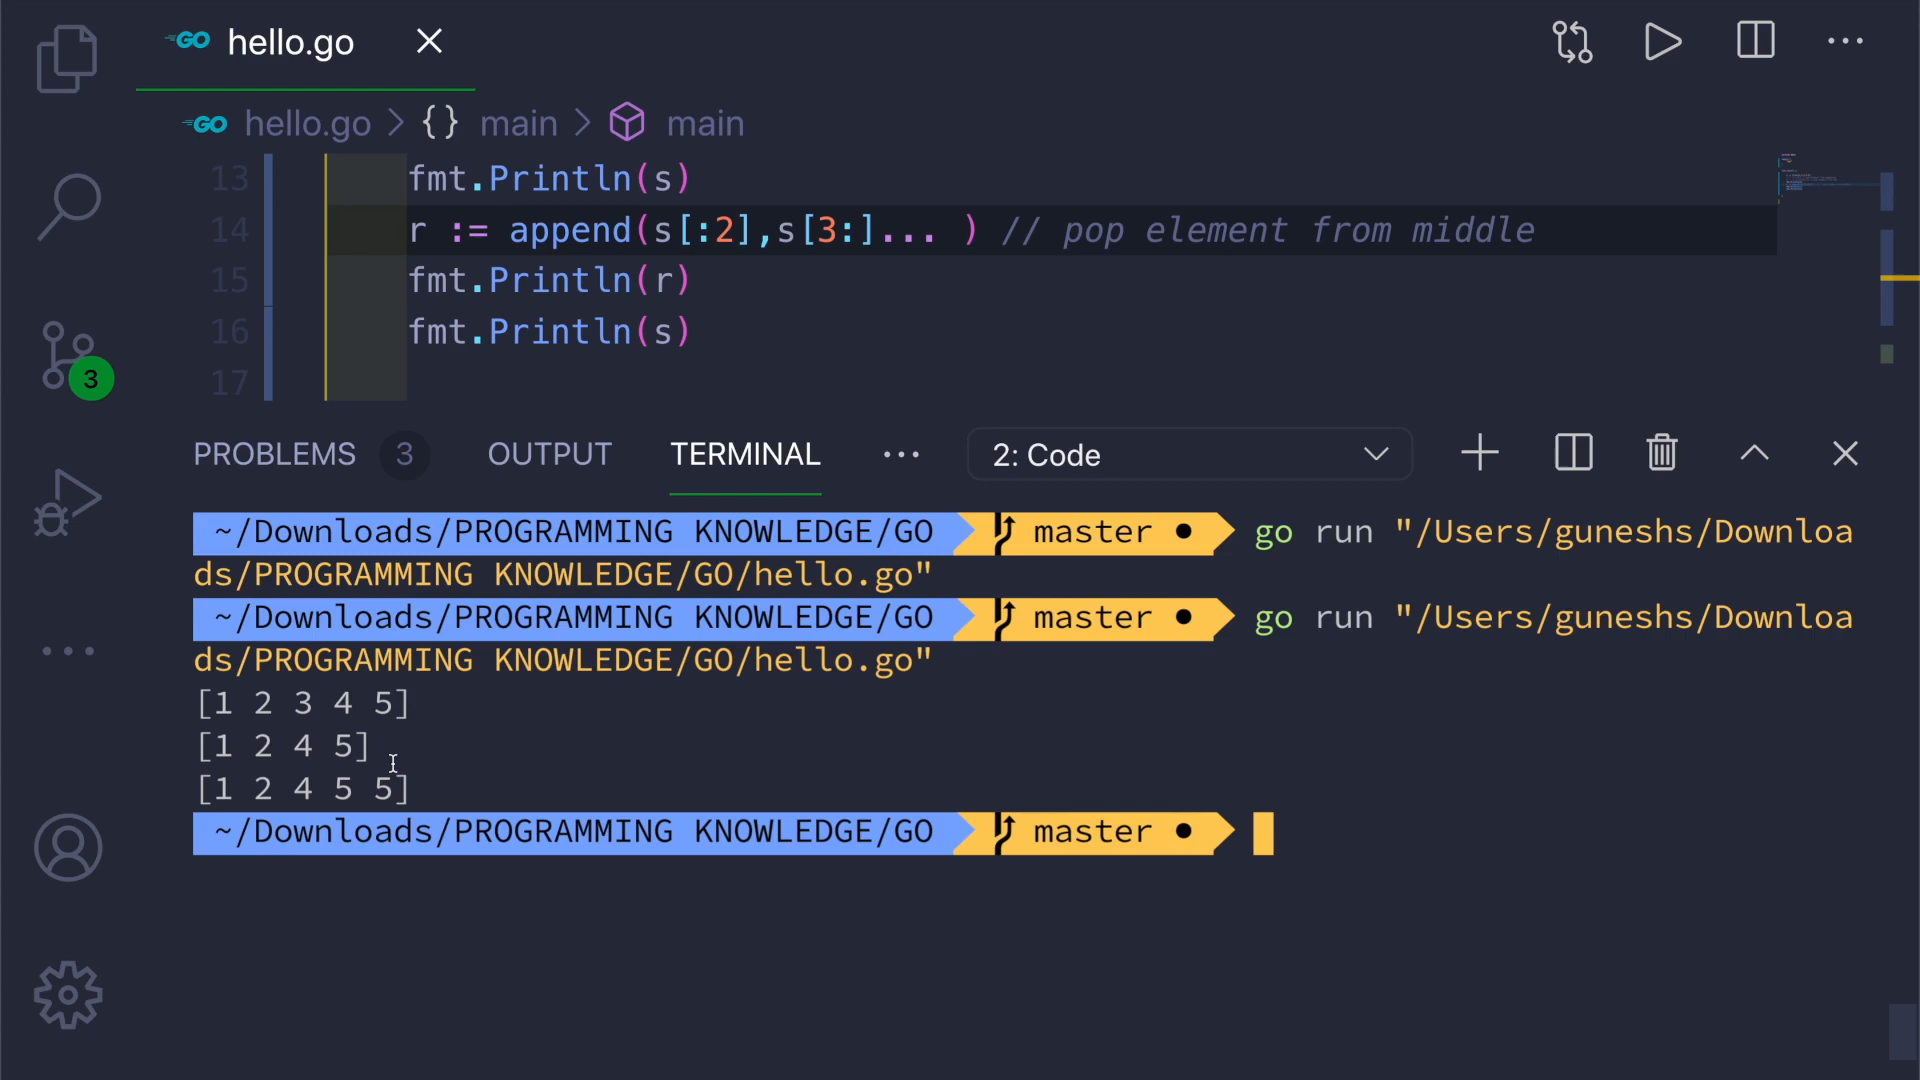 GO hello.go
GO hello.go > {} main > main
13 fmt.Println(s)
14 r := append(s[:2],s[3:]... ) // pop element from middle
15 fmt.Println(r)
16 fmt.Println(s)
17
3
PROBLEMS 3 OUTPUT TERMINAL ... 2: Code
~/Downloads/PROGRAMMING KNOWLEDGE/GO master ● go run "/Users/guneshs/Downloa
ds/PROGRAMMING KNOWLEDGE/GO/hello.go"
~/Downloads/PROGRAMMING KNOWLEDGE/GO master ● go run "/Users/guneshs/Downloa
ds/PROGRAMMING KNOWLEDGE/GO/hello.go"
[1 2 3 4 5]
[1 2 4 5]
[1 2 4 5 5]
~/Downloads/PROGRAMMING KNOWLEDGE/GO master ●